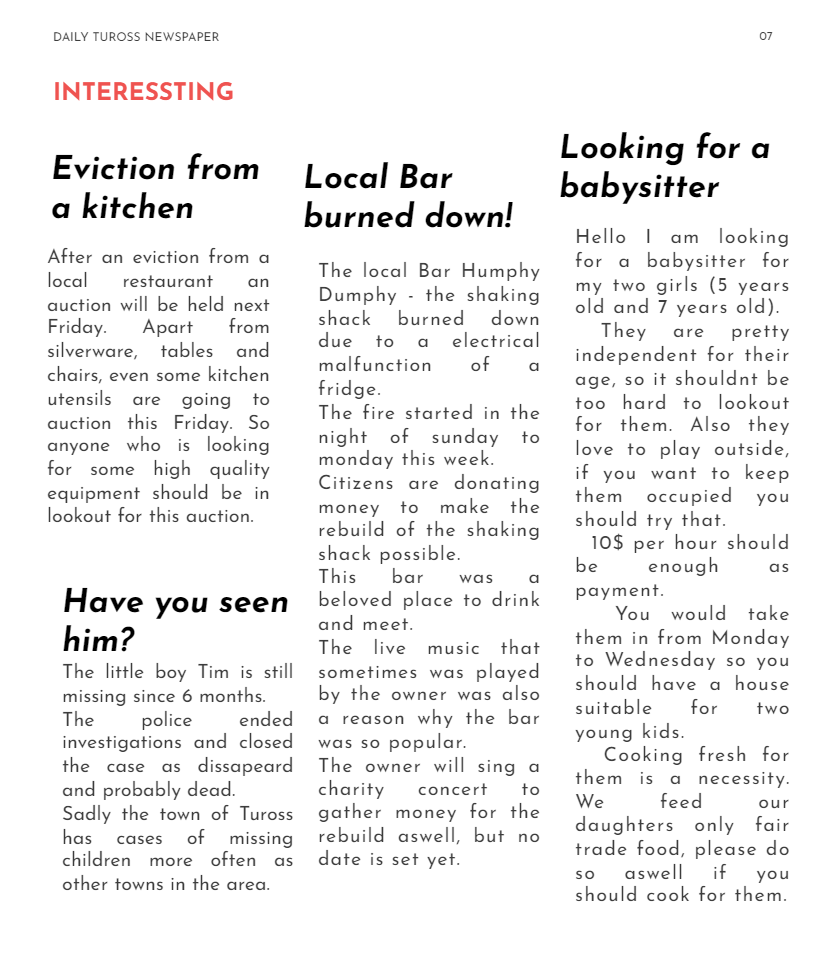 DAILY TUROSS NEWSPAPER
07
INTERESSTING
Eviction from
a kitchen
After an eviction from a
local restaurant an
auction will be held next
Friday. Apart from
silverware, tables and
chairs, even some kitchen
utensils are going to
auction this Friday. So
anyone who is looking
for some high quality
equipment should be in
lookout for this auction.
Have you seen
him?
The little boy Tim is still
missing since 6 months.
The police ended
investigations and closed
the case as dissapeard
and probably dead.
Sadly the town of Tuross
has cases of missing
children more often as
other towns in the area.
Local Bar
burned down!
The local Bar Humphy
Dumphy - the shaking
shack burned down
due to a electrical
malfunction of a
fridge.
The fire started in the
night of sunday to
monday this week.
Citizens are donating
money to make the
rebuild of the shaking
shack possible.
This bar was a
beloved place to drink
and meet.
The live music that
sometimes was played
by the owner was also
a reason why the bar
was so popular.
The owner will sing a
charity concert to
gather money for the
rebuild aswell, but no
date is set yet.
Looking for a
babysitter
Hello I am looking
for a babysitter for
my two girls (5 years
old and 7 years old).
They are pretty
independent for their
age, so it shouldnt be
too hard to lookout
for them. Also they
love to play outside,
if you want to keep
them occupied you
should try that.
10$ per hour should
be enough as
payment.
You would take
them in from Monday
to Wednesday so you
should have a house
suitable for two
young kids.
Cooking fresh for
them is a necessity.
We feed our
daughters only fair
trade food, please do
so aswell if you
should cook for them.